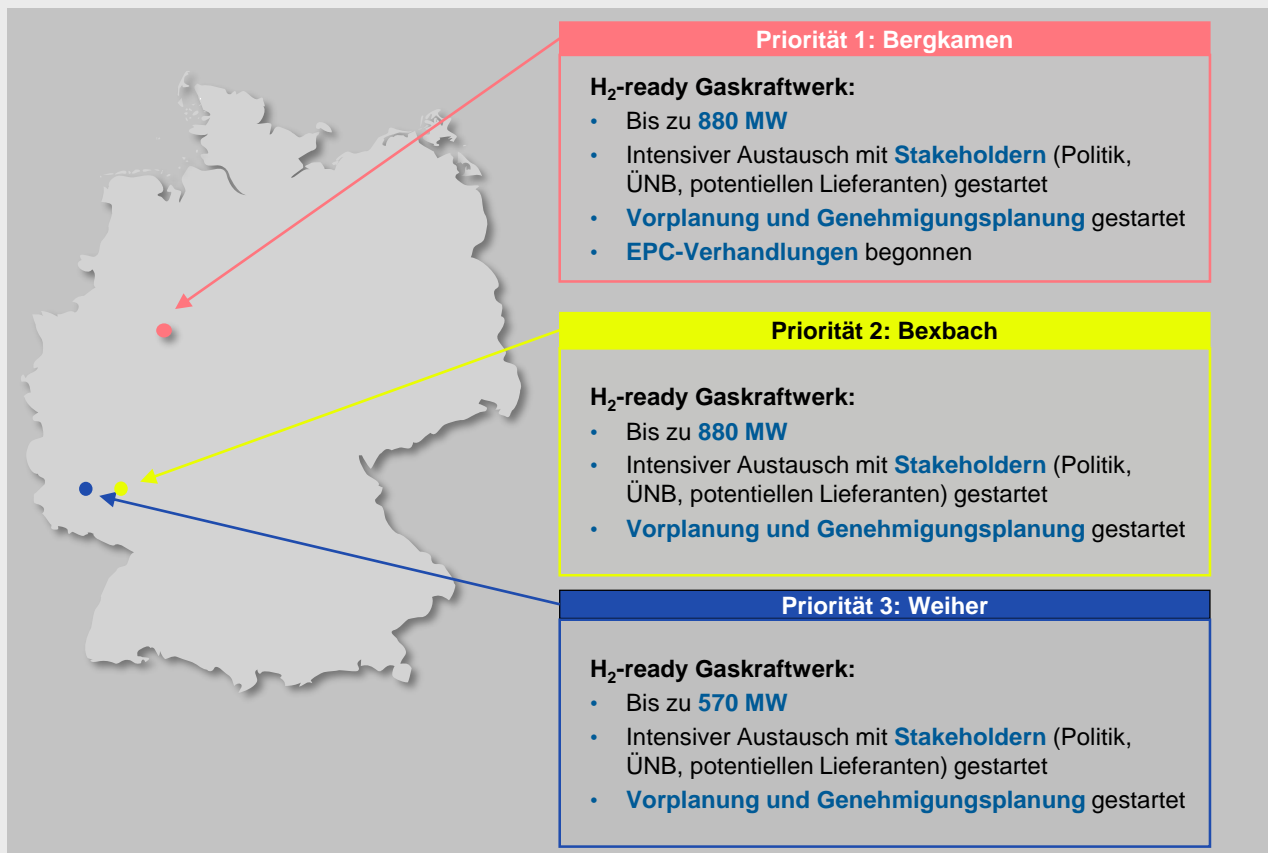 Priorität 1: Bergkamen
H₂-ready Gaskraftwerk:
• Bis zu 880 MW
• Intensiver Austausch mit Stakeholdern (Politik,
ÜNB, potentiellen Lieferanten) gestartet
• Vorplanung und Genehmigungsplanung gestartet
• EPC-Verhandlungen begonnen
Priorität 2: Bexbach
H₂-ready Gaskraftwerk:
• Bis zu 880 MW
• Intensiver Austausch mit Stakeholdern (Politik,
ÜNB, potentiellen Lieferanten) gestartet
• Vorplanung und Genehmigungsplanung gestartet
Priorität 3: Weiher
H₂-ready Gaskraftwerk:
• Bis zu 570 MW
• Intensiver Austausch mit Stakeholdern (Politik,
ÜNB, potentiellen Lieferanten) gestartet
• Vorplanung und Genehmigungsplanung gestartet